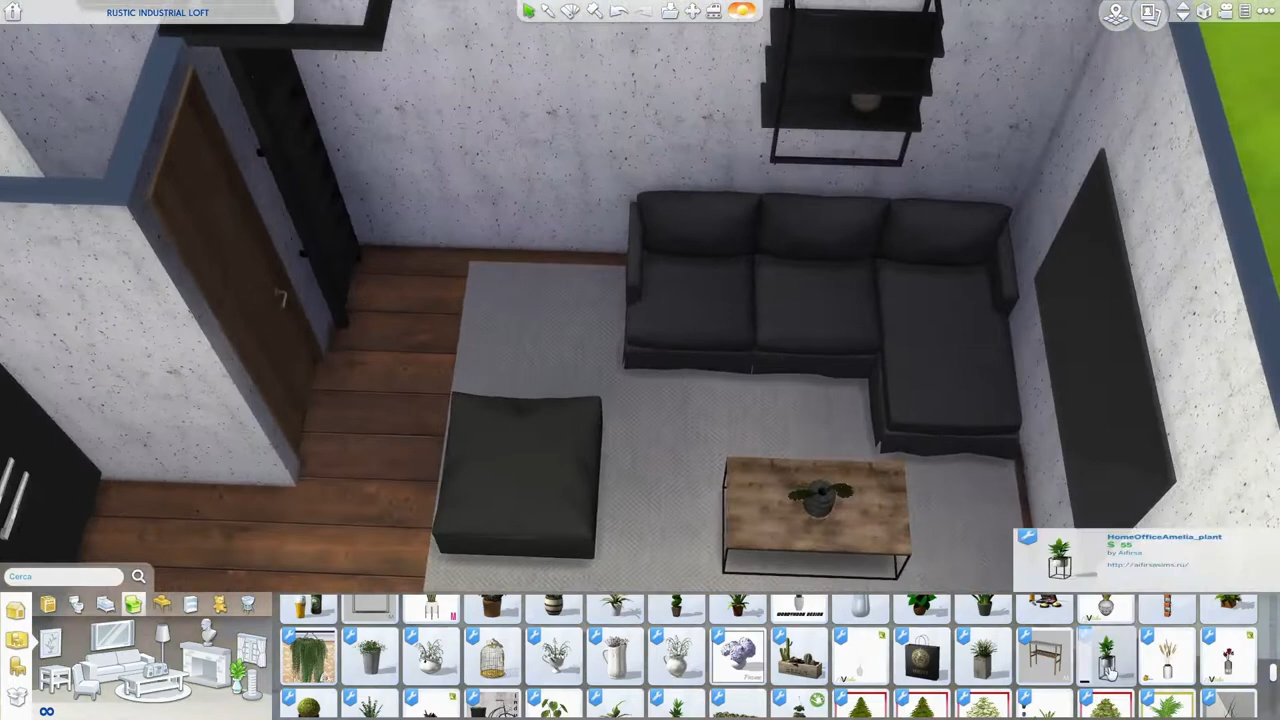 RUSTIC INDUSTRIAL LOFT
HomeOfficeAmelia_plant
§ 55
by Aifirsa
http://aifirsasims.ru/
Cerca